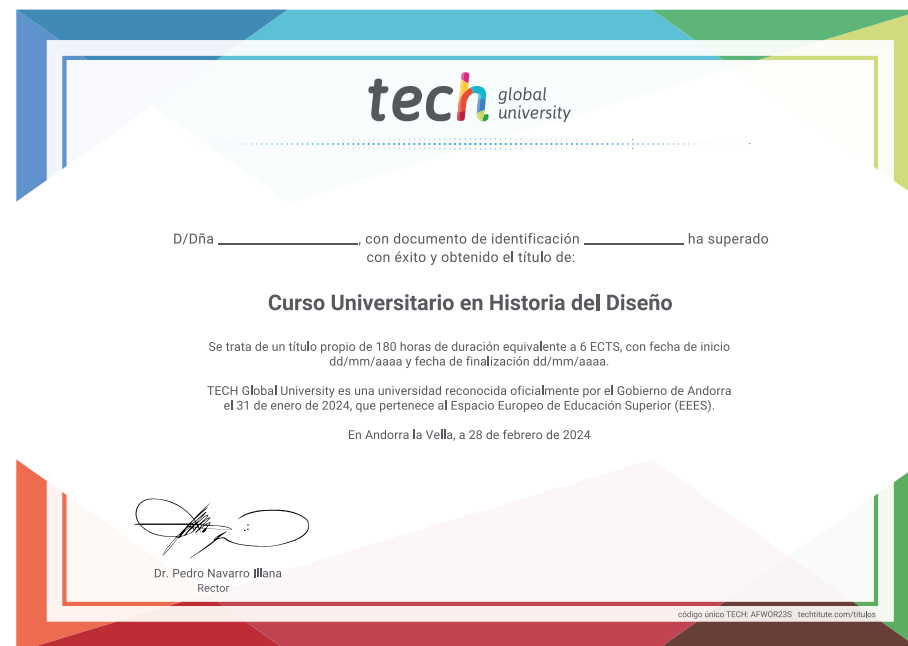 tech global university
D/Dña ____________________, con documento de identificación ______________ ha superado
con éxito y obtenido el título de:
Curso Universitario en Historia del Diseño
Se trata de un título propio de 180 horas de duración equivalente a 6 ECTS, con fecha de inicio
dd/mm/aaaa y fecha de finalización dd/mm/aaaa.
TECH Global University es una universidad reconocida oficialmente por el Gobierno de Andorra
el 31 de enero de 2024, que pertenece al Espacio Europeo de Educación Superior (EEES).
En Andorra la Vella, a 28 de febrero de 2024
Dr. Pedro Navarro Illana
Rector
código único TECH: AFWOR23S techtitute.com/titulos